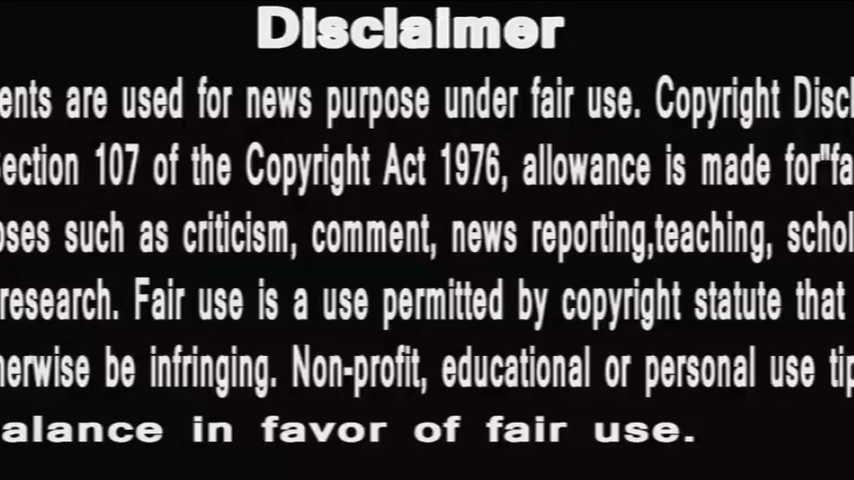 Disclaimer
ents are used for news purpose under fair use. Copyright Discl
ection 107 of the Copyright Act 1976, allowance is made for"fa
oses such as criticism, comment, news reporting,teaching, schol
research. Fair use is a use permitted by copyright statute that
herwise be infringing. Non-profit, educational or personal use tip
alance in favor of fair use.